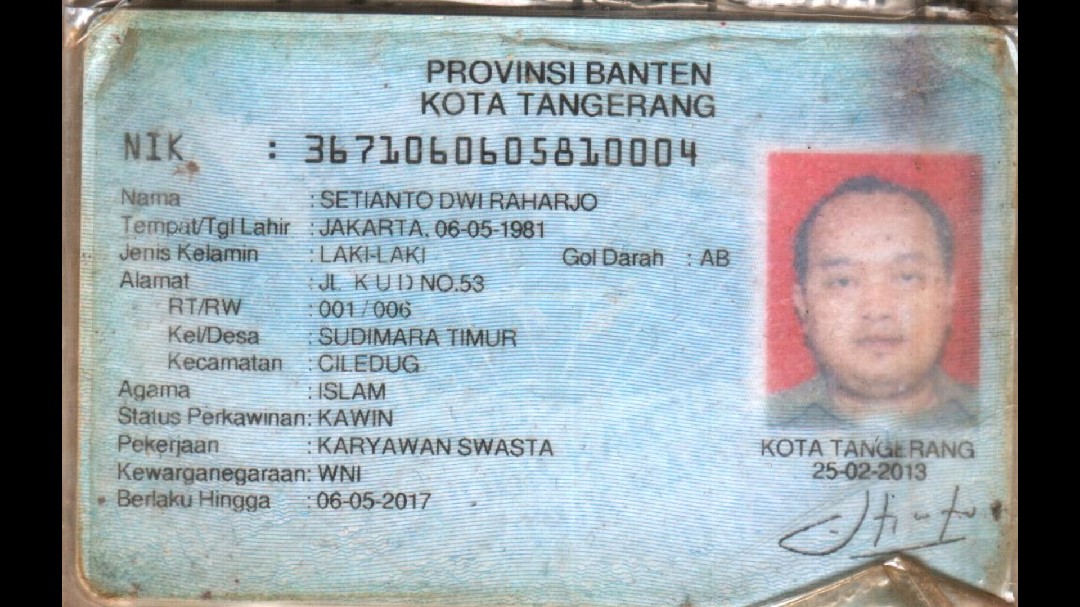 PROVINSI BANTEN
KOTA TANGERANG
NIK : 3671060605810004
Nama : SETIANTO DWI RAHARJO
Tempat/Tgl Lahir : JAKARTA, 06-05-1981
Jenis Kelamin : LAKI-LAKI Gol Darah : AB
Alamat : JL K U D NO.53
RT/RW : 001 / 006
Kel/Desa : SUDIMARA TIMUR
Kecamatan : CILEDUG
Agama : ISLAM
Status Perkawinan: KAWIN
Pekerjaan : KARYAWAN SWASTA
Kewarganegaraan: WNI
Berlaku Hingga : 06-05-2017
KOTA TANGERANG
25-02-2013